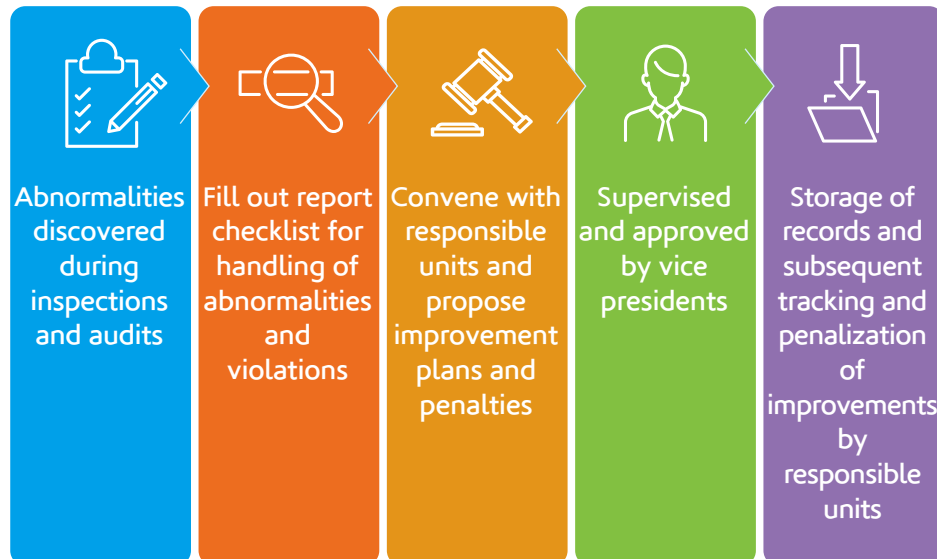 Abnormalities
discovered
during
inspections
and audits
Fill out report
checklist for
handling of
abnormalities
and
violations
Convene with
responsible
units and
propose
improvement
plans and
penalties
Supervised
and approved
by vice
presidents
Storage of
records and
subsequent
tracking and
penalization
of
improvements
by
responsible
units